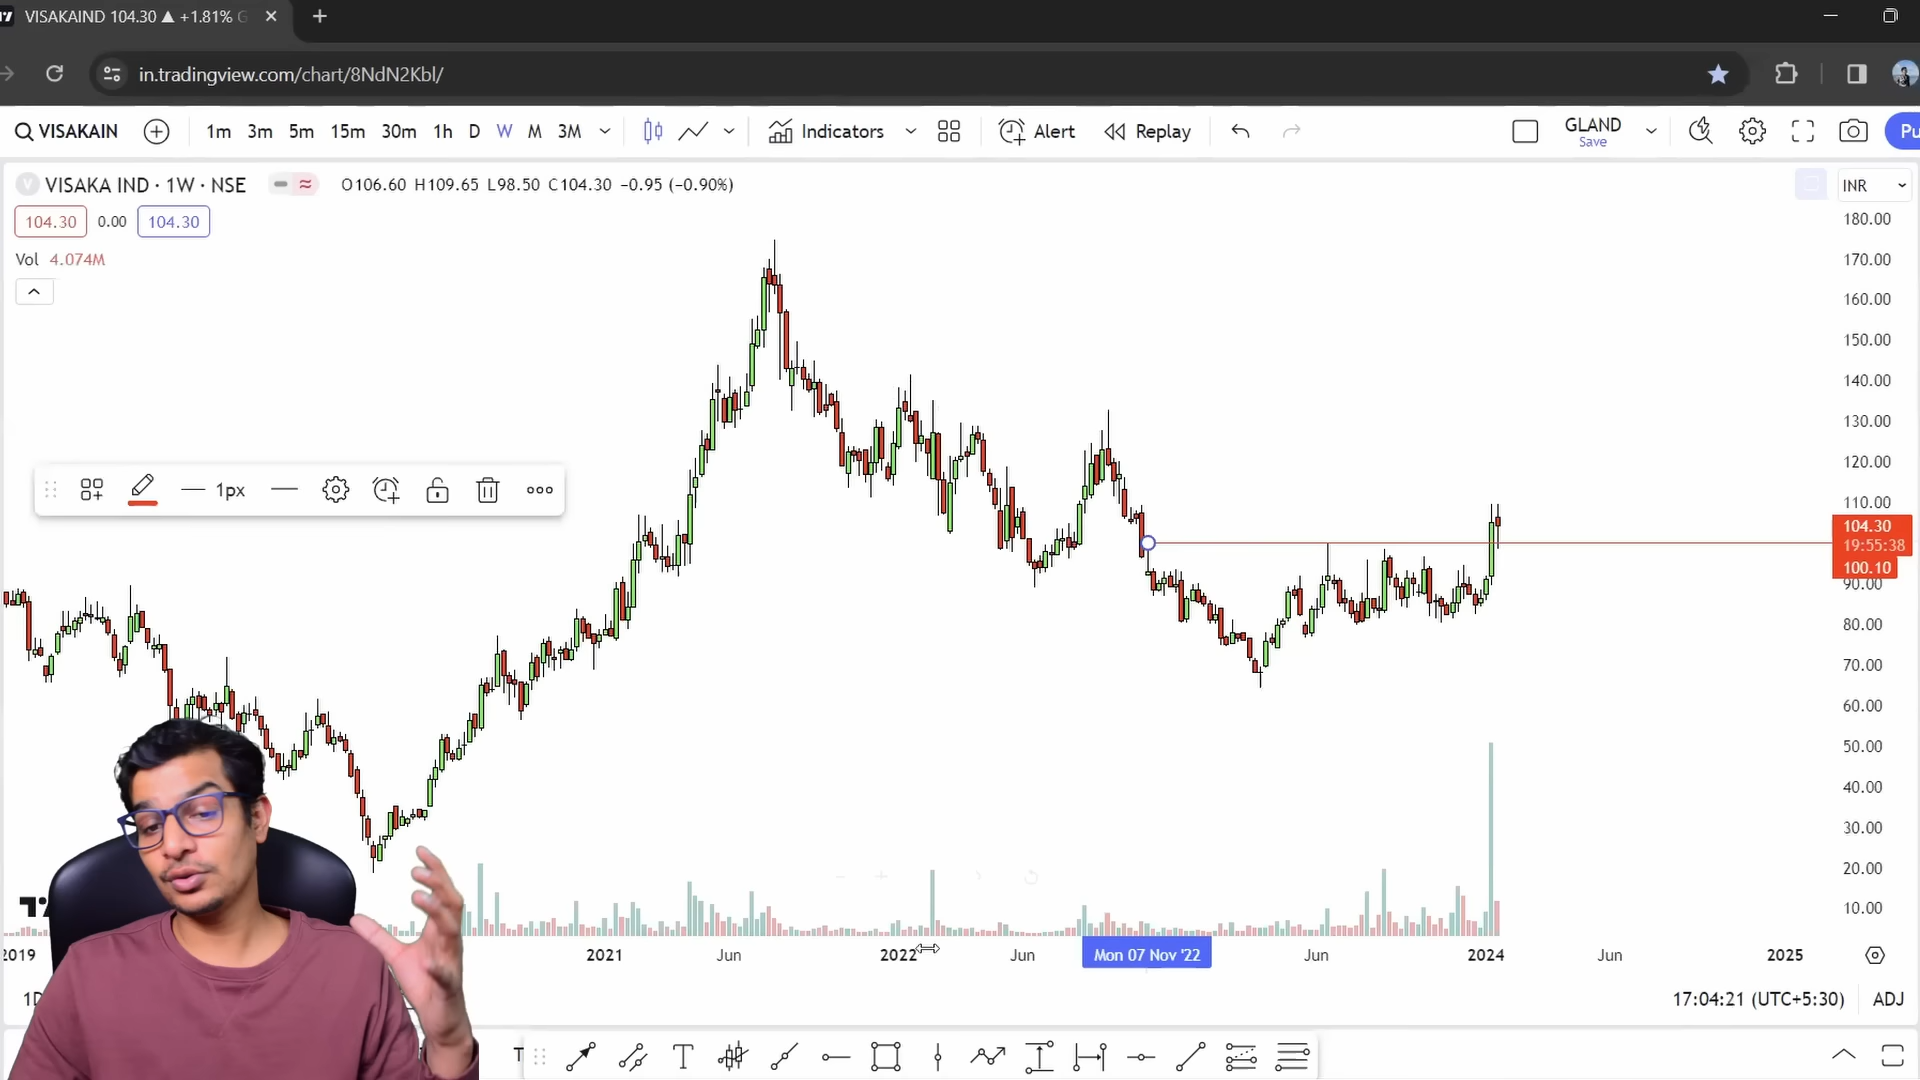 VISAKAIND 104.30 ▲ +1.81% G
in.tradingview.com/chart/8NdN2Kbl/
VISAKAIN 1m 3m 5m 15m 30m 1h D W M 3M Indicators Alert Replay GLAND
Save
Pu
VISAKA IND · 1W · NSE O106.60 H109.65 L98.50 C104.30 −0.95 (−0.90%)
INR
104.30 0.00 104.30
Vol 4.074M
180.00
170.00
160.00
150.00
140.00
130.00
120.00
110.00
104.30
19:55:38
100.10
90.00
80.00
70.00
60.00
50.00
40.00
30.00
20.00
10.00
1px
2019 2021 Jun 2022 Jun Mon 07 Nov '22 Jun 2024 Jun 2025
1D
17:04:21 (UTC+5:30) ADJ